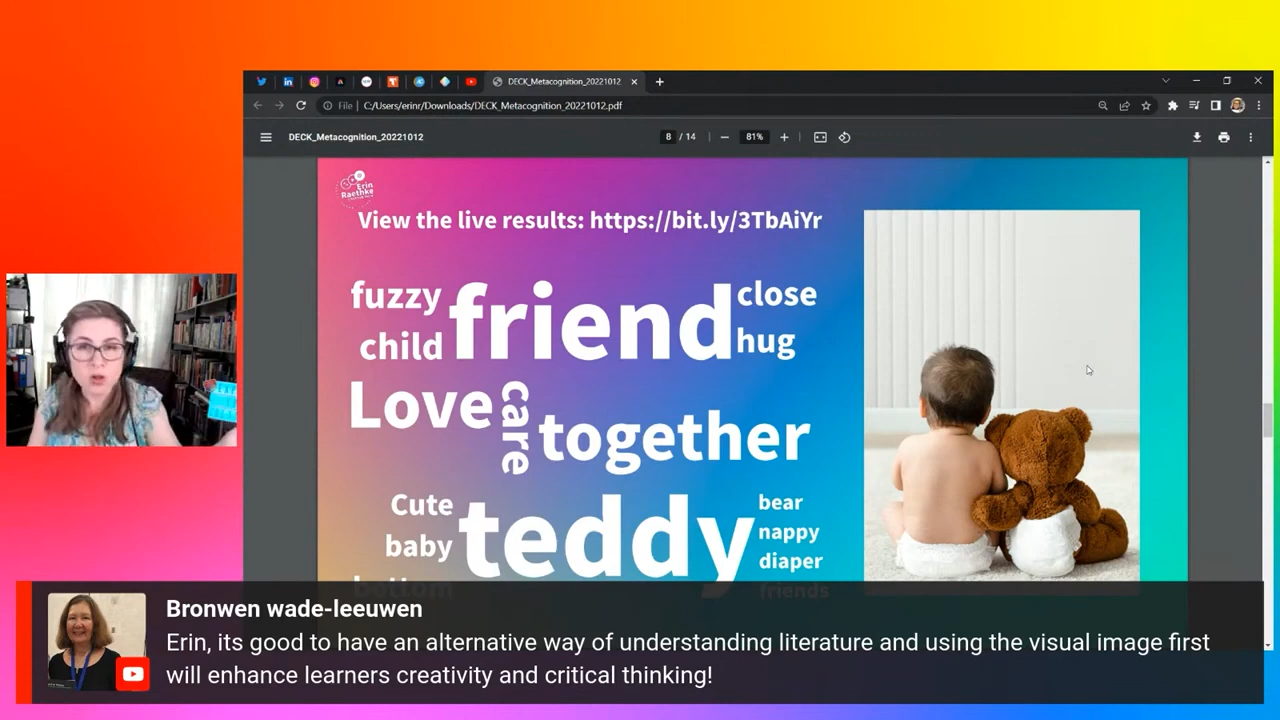 DECK_Metacognition_20221012
File | C:/Users/erinr/Downloads/DECK_Metacognition_20221012.pdf
DECK_Metacognition_20221012
8 / 14
81%
Erin
Raethke
View the live results: https://bit.ly/3TbAiYr
fuzzy
friend
close
child
hug
Love
care
together
Cute
teddy
bear
baby
nappy
diaper
bottom
friends
Bronwen wade-leeuwen
Erin, its good to have an alternative way of understanding literature and using the visual image first
will enhance learners creativity and critical thinking!